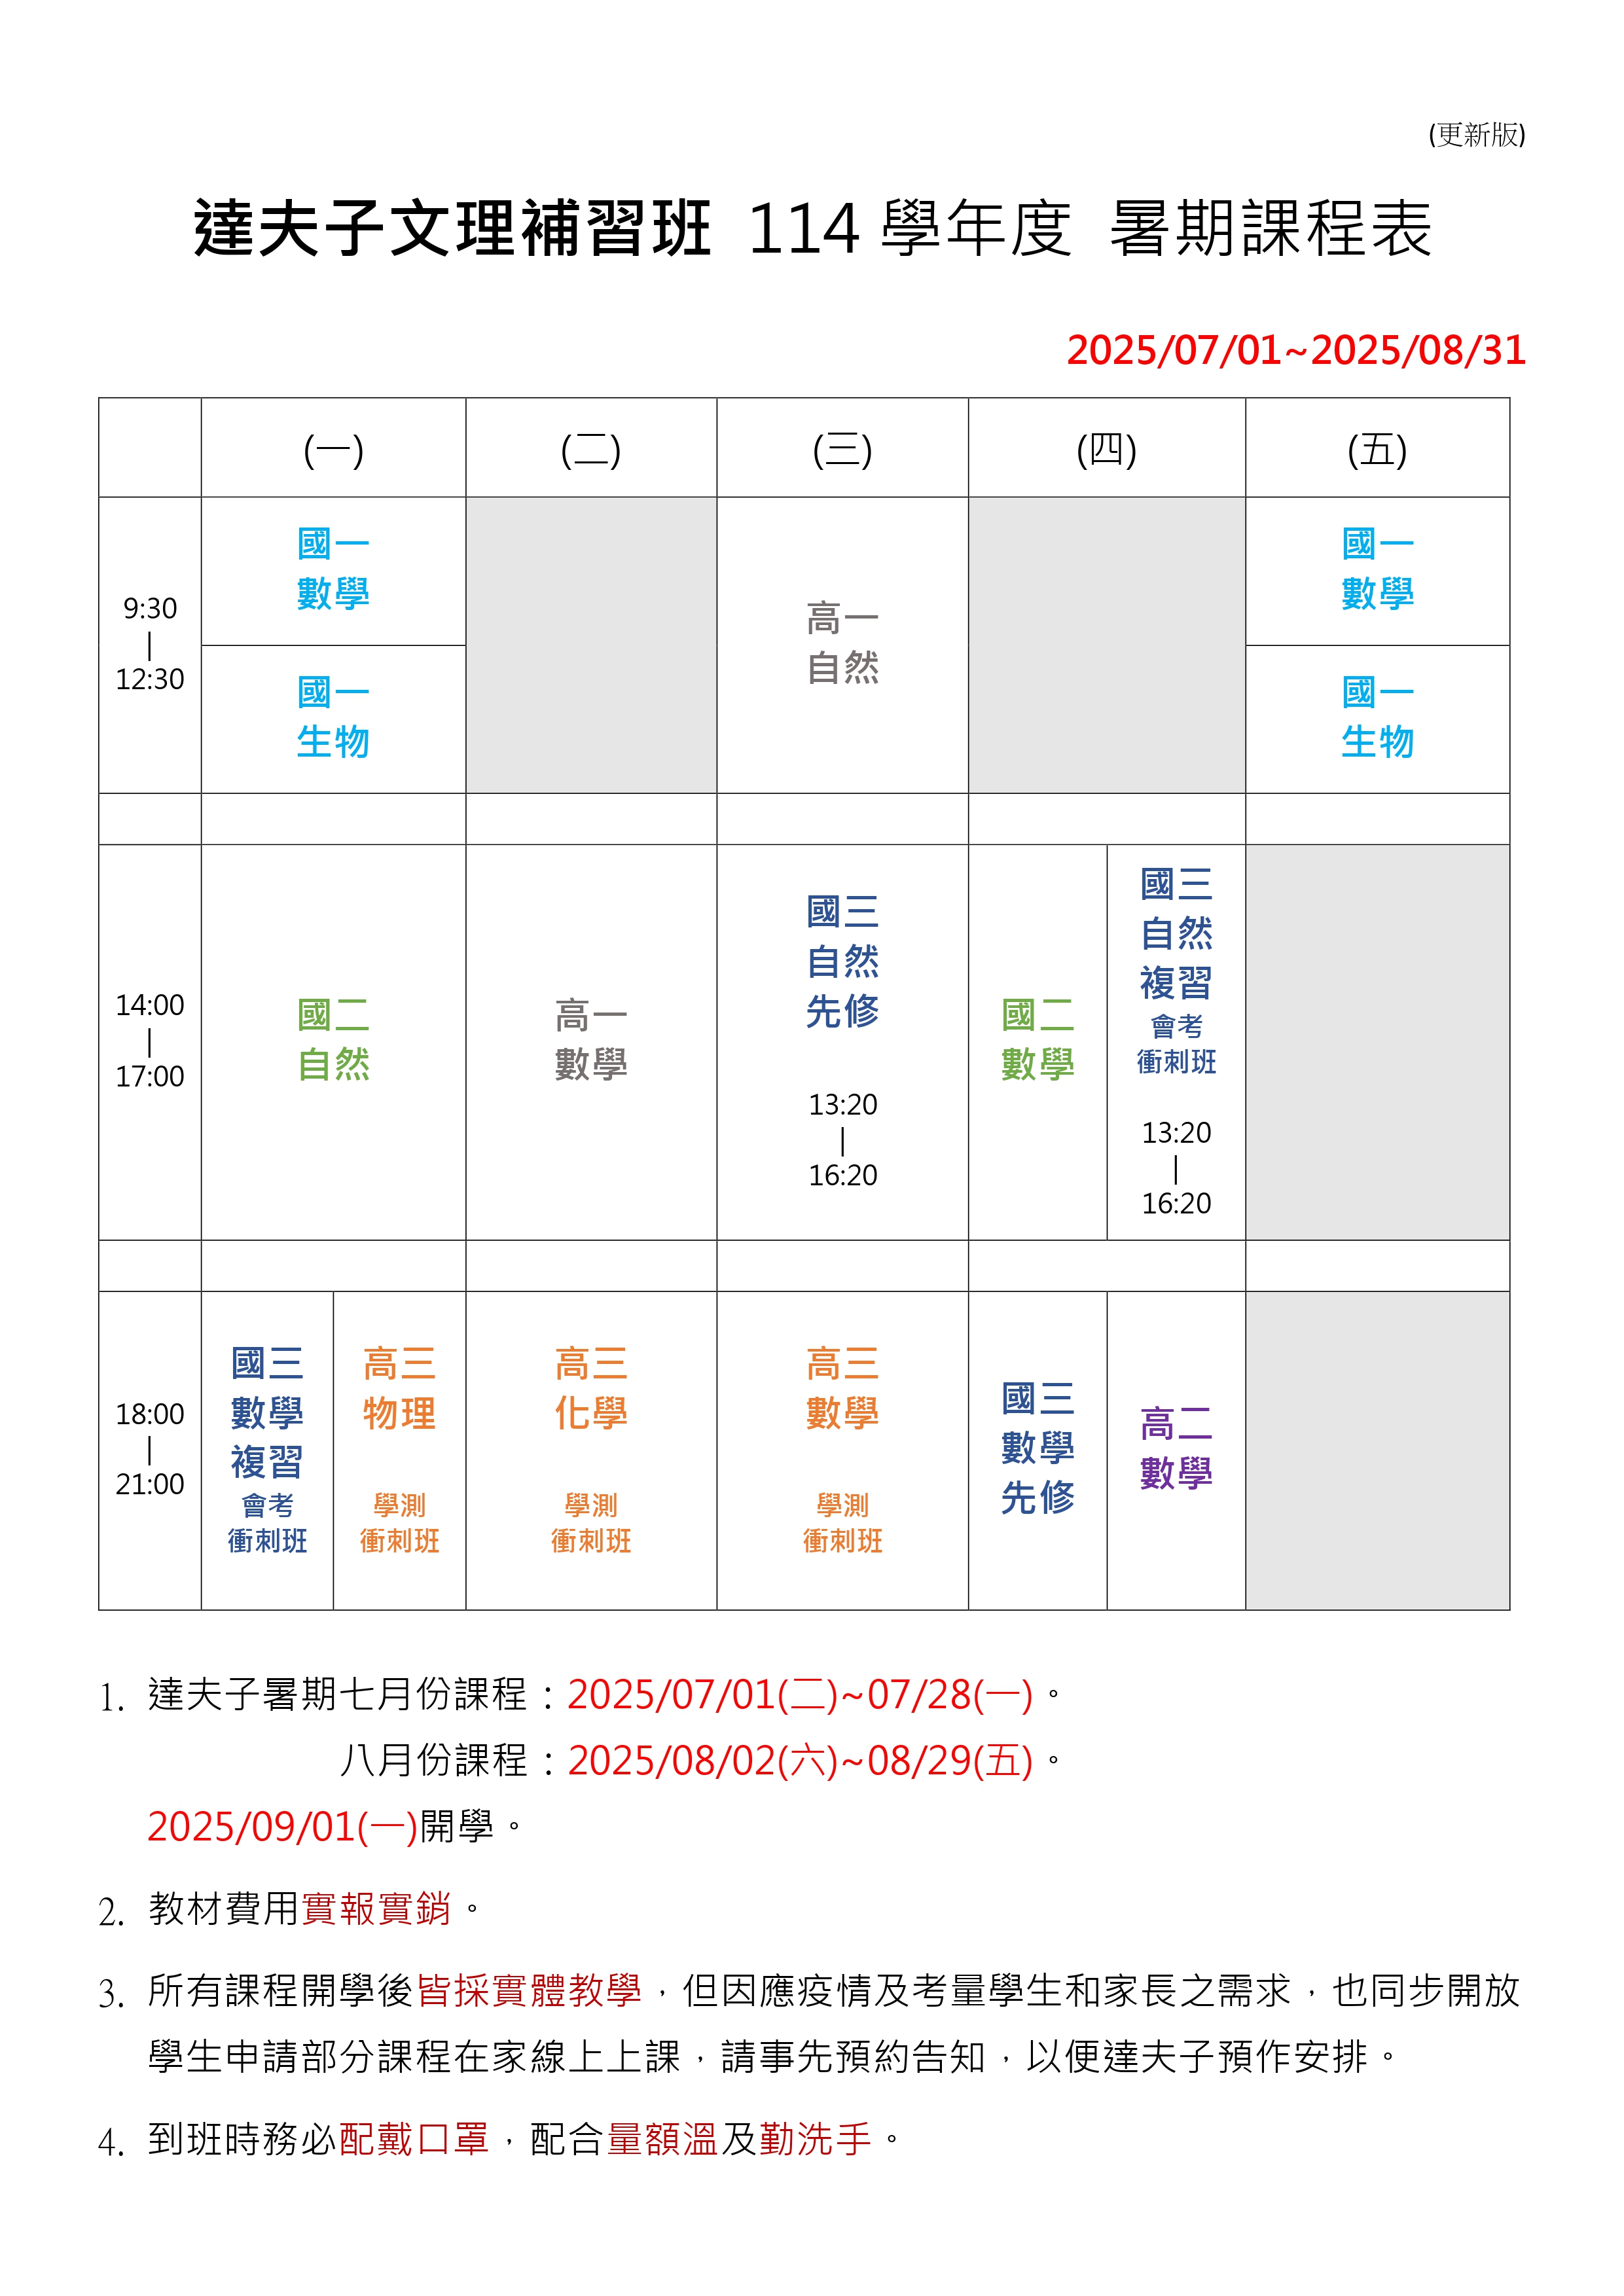 (更新版)
達夫子文理補習班 114 學年度 暑期課程表
2025/07/01~2025/08/31
(一) (二) (三) (四) (五)
9:30
|
12:30
國一
數學
國一
生物
高一
自然
國一
數學
國一
生物
14:00
|
17:00
國二
自然
高一
數學
國三
自然
先修
13:20
|
16:20
國二
數學
國三
自然
複習
會考
衝刺班
13:20
|
16:20
18:00
|
21:00
國三
數學
複習
會考
衝刺班
高三
物理
學測
衝刺班
高三
化學
學測
衝刺班
高三
數學
學測
衝刺班
國三
數學
先修
高二
數學
1. 達夫子暑期七月份課程：2025/07/01(二)~07/28(一)。
八月份課程：2025/08/02(六)~08/29(五)。
2025/09/01(一)開學。
2. 教材費用實報實銷。
3. 所有課程開學後皆採實體教學，但因應疫情及考量學生和家長之需求，也同步開放
學生申請部分課程在家線上上課，請事先預約告知，以便達夫子預作安排。
4. 到班時務必配戴口罩，配合量額溫及勤洗手。